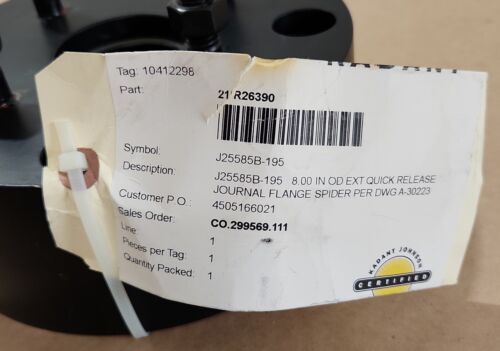 KADANT
Tag: 10412298
Part: 21 R26390
Symbol: J25585B-195
Description: J25585B-195 8.00 IN OD EXT QUICK RELEASE
JOURNAL FLANGE SPIDER PER DWG A-30223
Customer P.O.: 4505166021
Sales Order: CO.299569.111
Line: 1
Pieces per Tag: 1
Quantity Packed: 1
KADANT JOHNSON
CERTIFIED